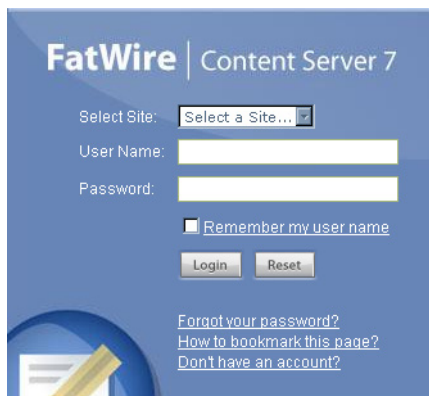 FatWire | Content Server 7
Select Site: Select a Site...
User Name:
Password:
Remember my user name
Login Reset
Forgot your password?
How to bookmark this page?
Don't have an account?